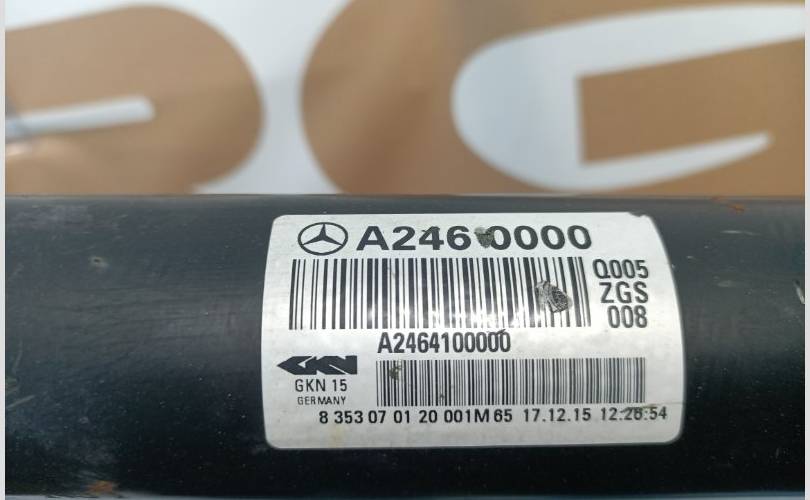 A246 0000
Q005
ZGS
008
A2464100000
GKN
GKN 15
GERMANY
8 353 07 01 20 001M 65 17.12.15 12:26:54